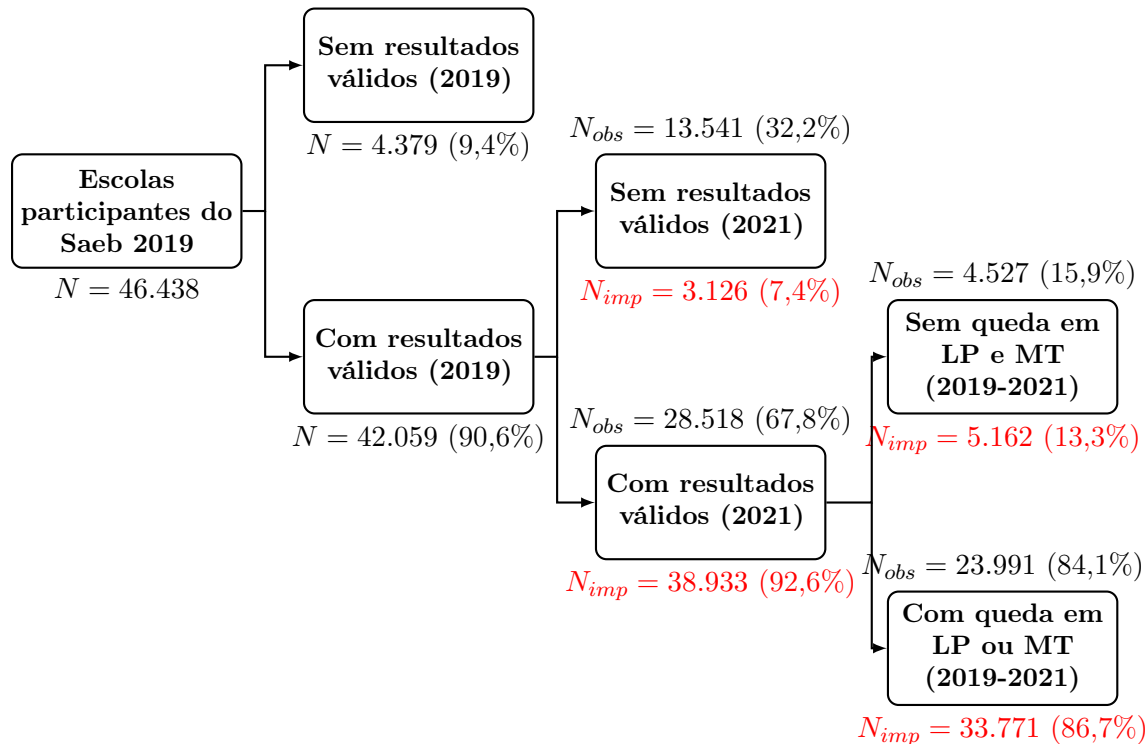 Escolas
participantes do
Saeb 2019
N = 46.438
Sem resultados
válidos (2019)
N = 4.379 (9,4%)
Com resultados
válidos (2019)
N = 42.059 (90,6%)
N_obs = 13.541 (32,2%)
Sem resultados
válidos (2021)
N_imp = 3.126 (7,4%)
N_obs = 28.518 (67,8%)
Com resultados
válidos (2021)
N_imp = 38.933 (92,6%)
N_obs = 4.527 (15,9%)
Sem queda em
LP e MT
(2019-2021)
N_imp = 5.162 (13,3%)
N_obs = 23.991 (84,1%)
Com queda em
LP ou MT
(2019-2021)
N_imp = 33.771 (86,7%)